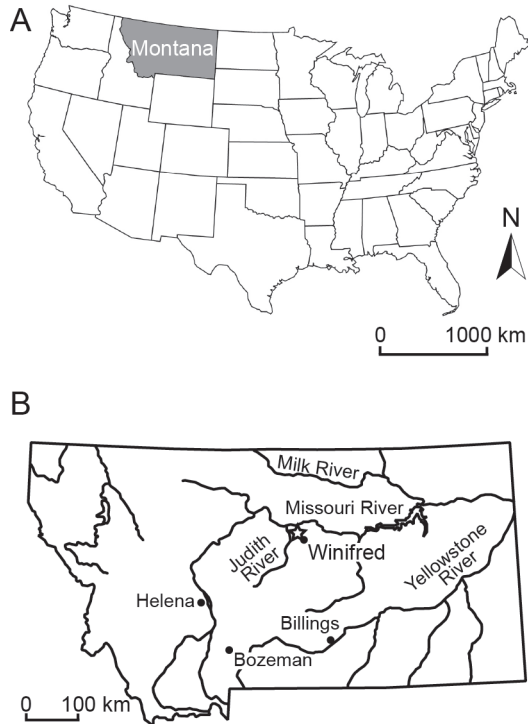 A
Montana
N
0 1000 km
B
Milk River
Missouri River
Judith
River
Winifred
Yellowstone
River
Helena
Billings
Bozeman
0 100 km